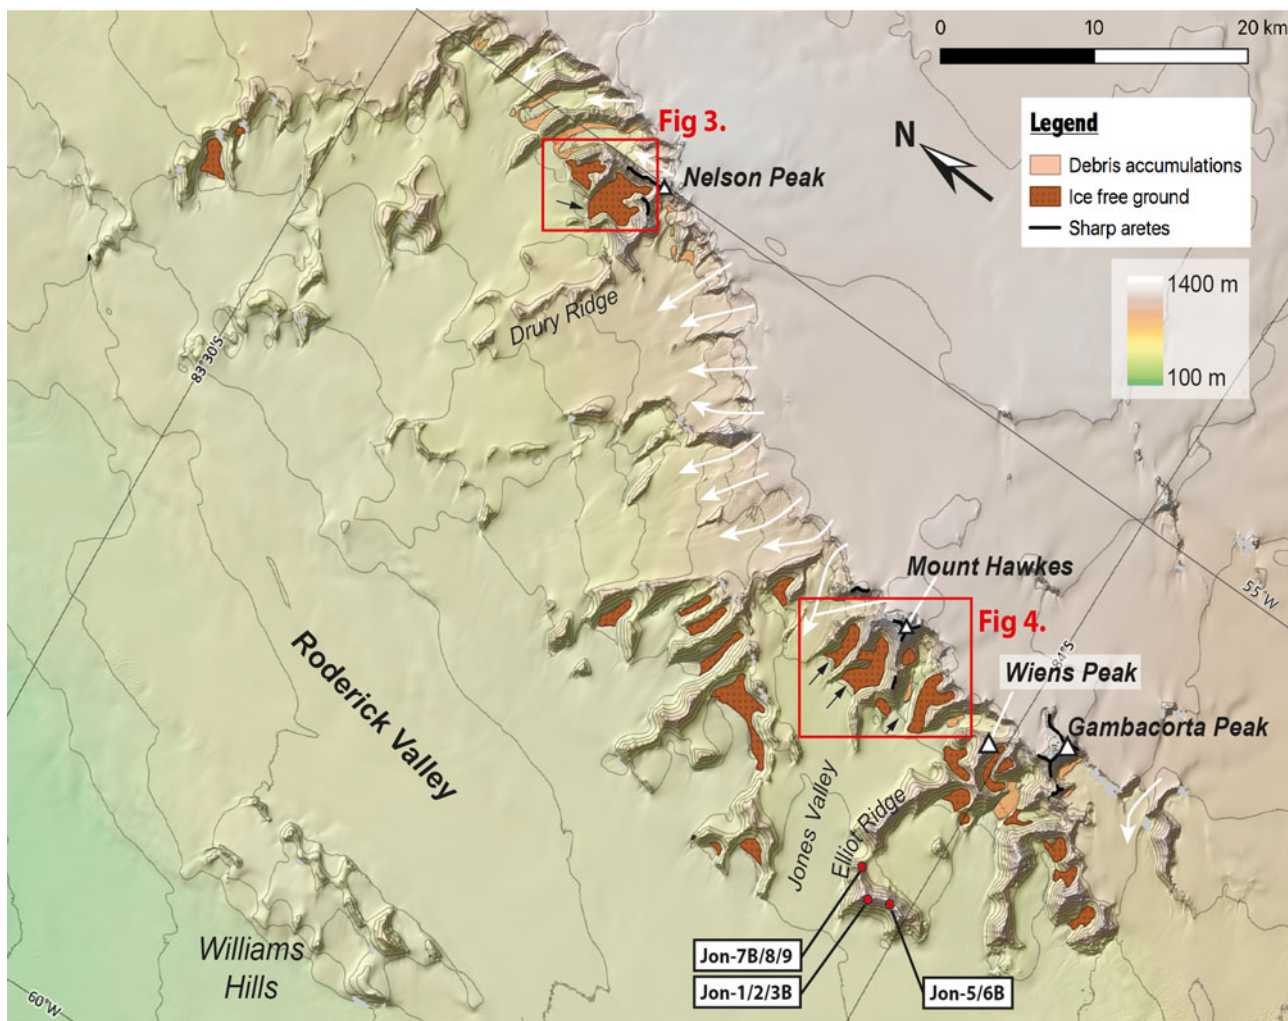 0 10 20 km
Legend
Debris accumulations
Ice free ground
Sharp aretes
1400 m
100 m
N
Fig 3.
Nelson Peak
Drury Ridge
83°30'S
Mount Hawkes
55°W
Fig 4.
84°S
Wiens Peak
Gambacorta Peak
Roderick Valley
Jones Valley
Elliot Ridge
Williams
Hills
Jon-7B/8/9
Jon-1/2/3B
Jon-5/6B
60°W